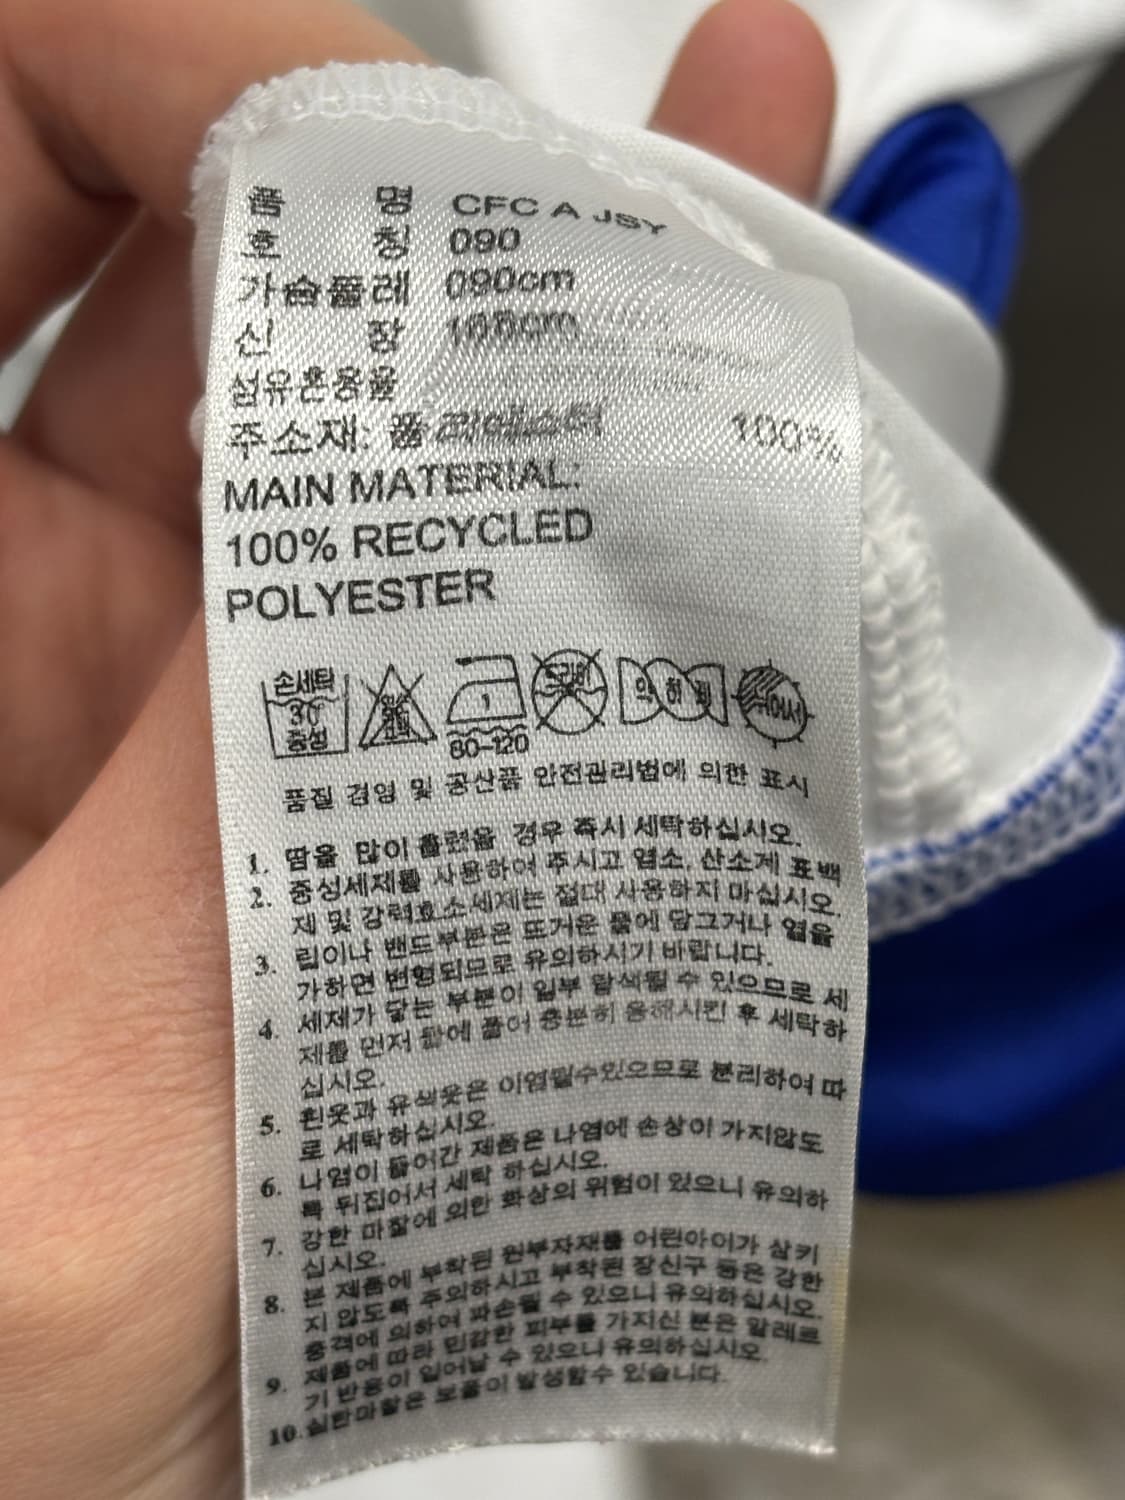 품 명 CFC A JSY
호 칭 090
가슴둘레 090cm
신 장
섬유혼용율
주소재: 폴리에스터 100%
MAIN MATERIAL:
100% RECYCLED
POLYESTER
손세탁 30 중성
80-120
드라이
약하게
뉘어서
품질 경영 및 공산품 안전관리법에 의한 표시
1. 땀을 많이 흘렸을 경우 즉시 세탁하십시오.
2. 중성세제를 사용하여 주시고 염소, 산소계 표백
제 및 강력효소세제는 절대 사용하지 마십시오.
3. 립이나 밴드부분은 뜨거운 물에 담그거나 열을
가하면 변형되므로 유의하시기 바랍니다.
4. 세제가 닿는 부분이 일부 탈색될 수 있으므로 세
제를 먼저 물에 풀어 충분히 용해시킨 후 세탁하
십시오.
5. 흰옷과 유색옷은 이염될수있으므로 분리하여 따
로 세탁하십시오.
6. 나염이 들어간 제품은 나염에 손상이 가지않도
록 뒤집어서 세탁 하십시오.
7. 강한 마찰에 의한 화상의 위험이 있으니 유의하
십시오.
8. 본 제품에 부착된 원부자재를 어린아이가 삼키
지 않도록 주의하시고 부착된 장신구 등은 강한
충격에 의하여 파손될 수 있으니 유의하십시오.
9. 제품에 따라 민감한 피부를 가지신 분은 알레르
기 반응이 일어날 수 있으니 유의하십시오.
10.심한마찰은 보풀이 발생할수 있습니다.